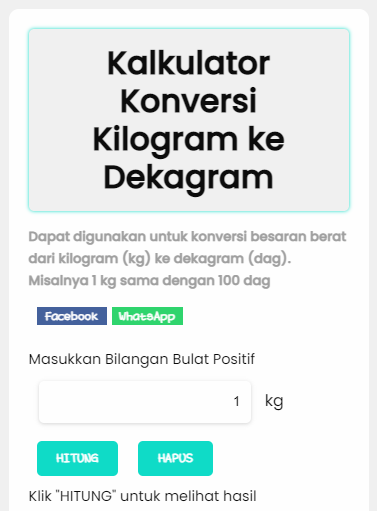 Kalkulator
Konversi
Kilogram ke
Dekagram
Dapat digunakan untuk konversi besaran berat
dari kilogram (kg) ke dekagram (dag).
Misalnya 1 kg sama dengan 100 dag
Facebook WhatsApp
Masukkan Bilangan Bulat Positif
1 kg
HITUNG HAPUS
Klik "HITUNG" untuk melihat hasil